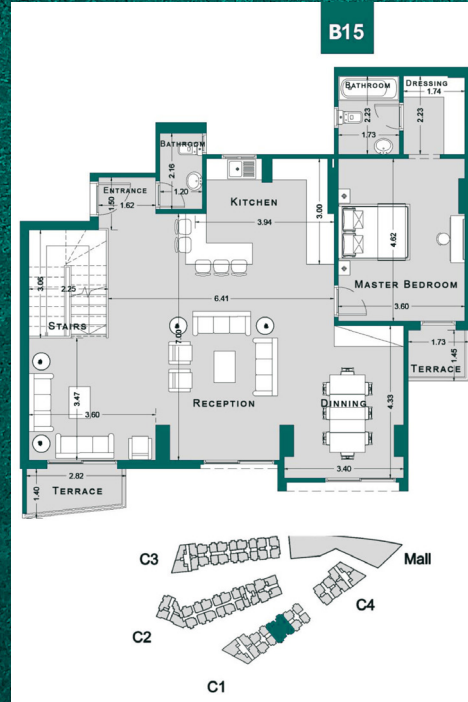 B15
BATHROOM
DRESSING
1.74
2.23
2.23
1.73
BATHROOM
2.16
1.20
ENTRANCE
1.50
1.62
KITCHEN
3.94
3.00
4.62
MASTER BEDROOM
3.60
3.06
2.25
STAIRS
6.41
7.00
1.73
1.45
TERRACE
3.47
3.60
RECEPTION
DINNING
4.33
3.40
2.82
1.40
TERRACE
C3
Mall
C4
C2
C1